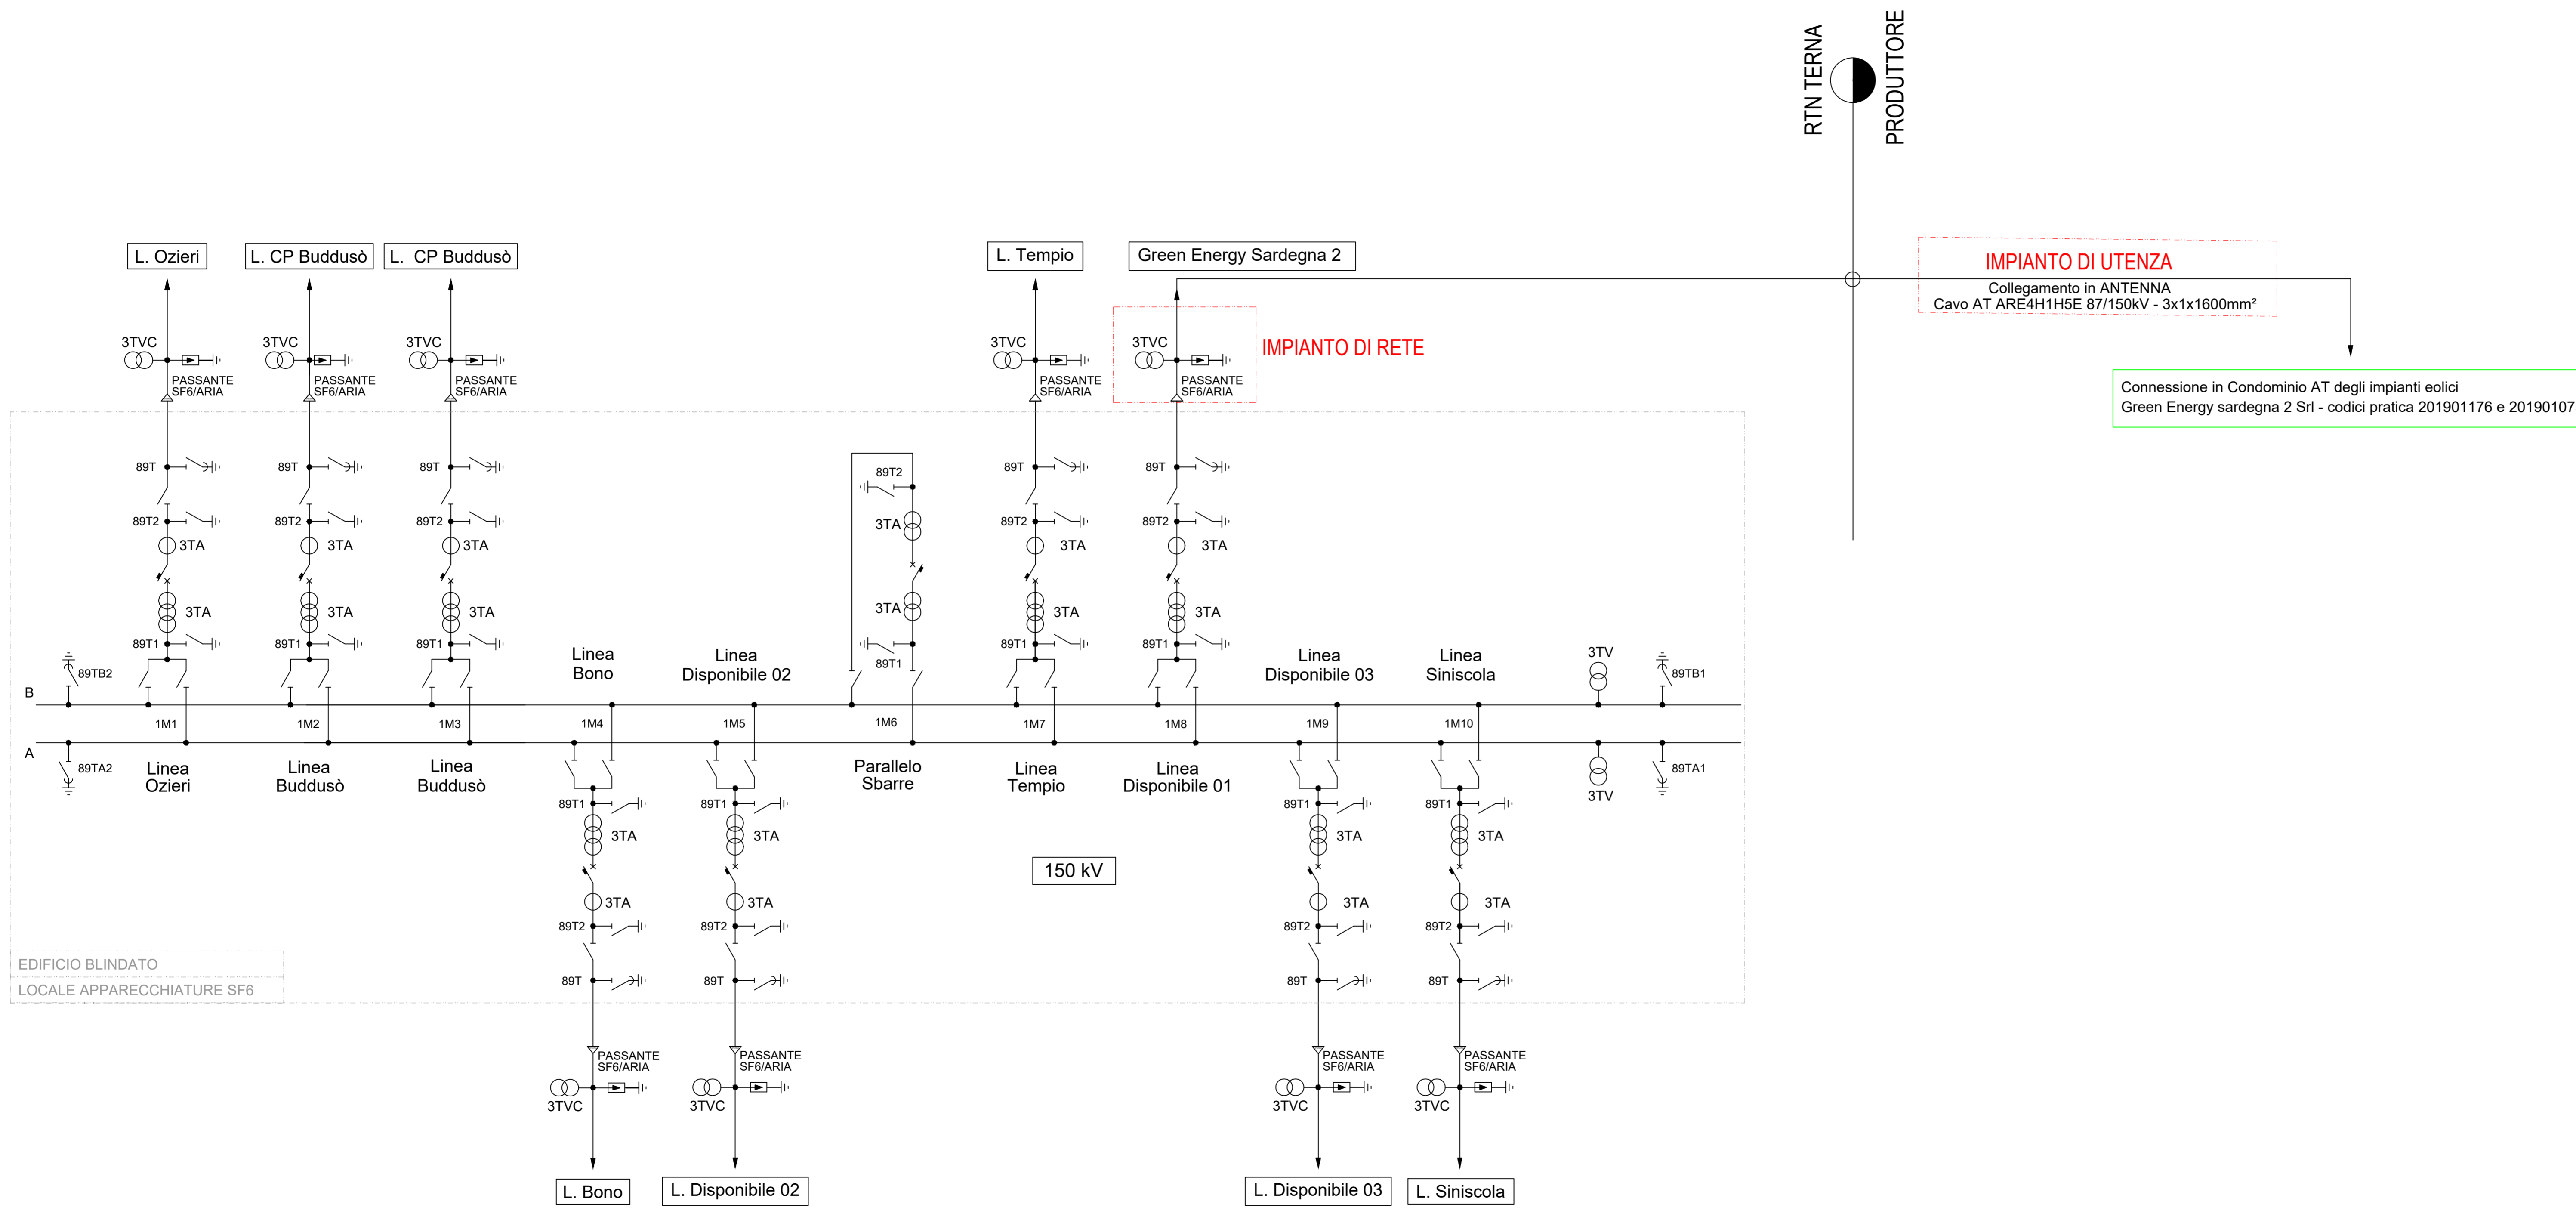 RTN TERNA
PRODUTTORE
L. Ozieri
L. CP Buddusò
L. CP Buddusò
L. Tempio
Green Energy Sardegna 2
IMPIANTO DI UTENZA
Collegamento in ANTENNA
Cavo AT ARE4H1H5E 87/150kV - 3x1x1600mm²
3TVC
3TVC
3TVC
3TVC
3TVC
IMPIANTO DI RETE
PASSANTE
SF6/ARIA
PASSANTE
SF6/ARIA
PASSANTE
SF6/ARIA
PASSANTE
SF6/ARIA
PASSANTE
SF6/ARIA
Connessione in Condominio AT degli impianti eolici
Green Energy sardegna 2 Srl - codici pratica 201901176 e 20190107
89T
89T
89T
89T2
89T
89T
89T2
89T2
89T2
3TA
89T2
89T2
3TA
3TA
3TA
3TA
3TA
3TA
3TA
3TA
3TA
3TA
3TA
89T1
89T1
89T1
89T1
89T1
89T1
Linea
Bono
Linea
Disponibile 02
Linea
Disponibile 03
Linea
Siniscola
3TV
89TB2
89TB1
B
1M1
1M2
1M3
1M4
1M5
1M6
1M7
1M8
1M9
1M10
A
89TA2
Linea
Ozieri
Linea
Buddusò
Linea
Buddusò
Parallelo
Sbarre
Linea
Tempio
Linea
Disponibile 01
3TV
89TA1
89T1
89T1
89T1
89T1
3TA
3TA
3TA
3TA
150 kV
3TA
3TA
3TA
3TA
89T2
89T2
89T2
89T2
EDIFICIO BLINDATO
LOCALE APPARECCHIATURE SF6
89T
89T
89T
89T
PASSANTE
SF6/ARIA
PASSANTE
SF6/ARIA
PASSANTE
SF6/ARIA
PASSANTE
SF6/ARIA
3TVC
3TVC
3TVC
3TVC
L. Bono
L. Disponibile 02
L. Disponibile 03
L. Siniscola